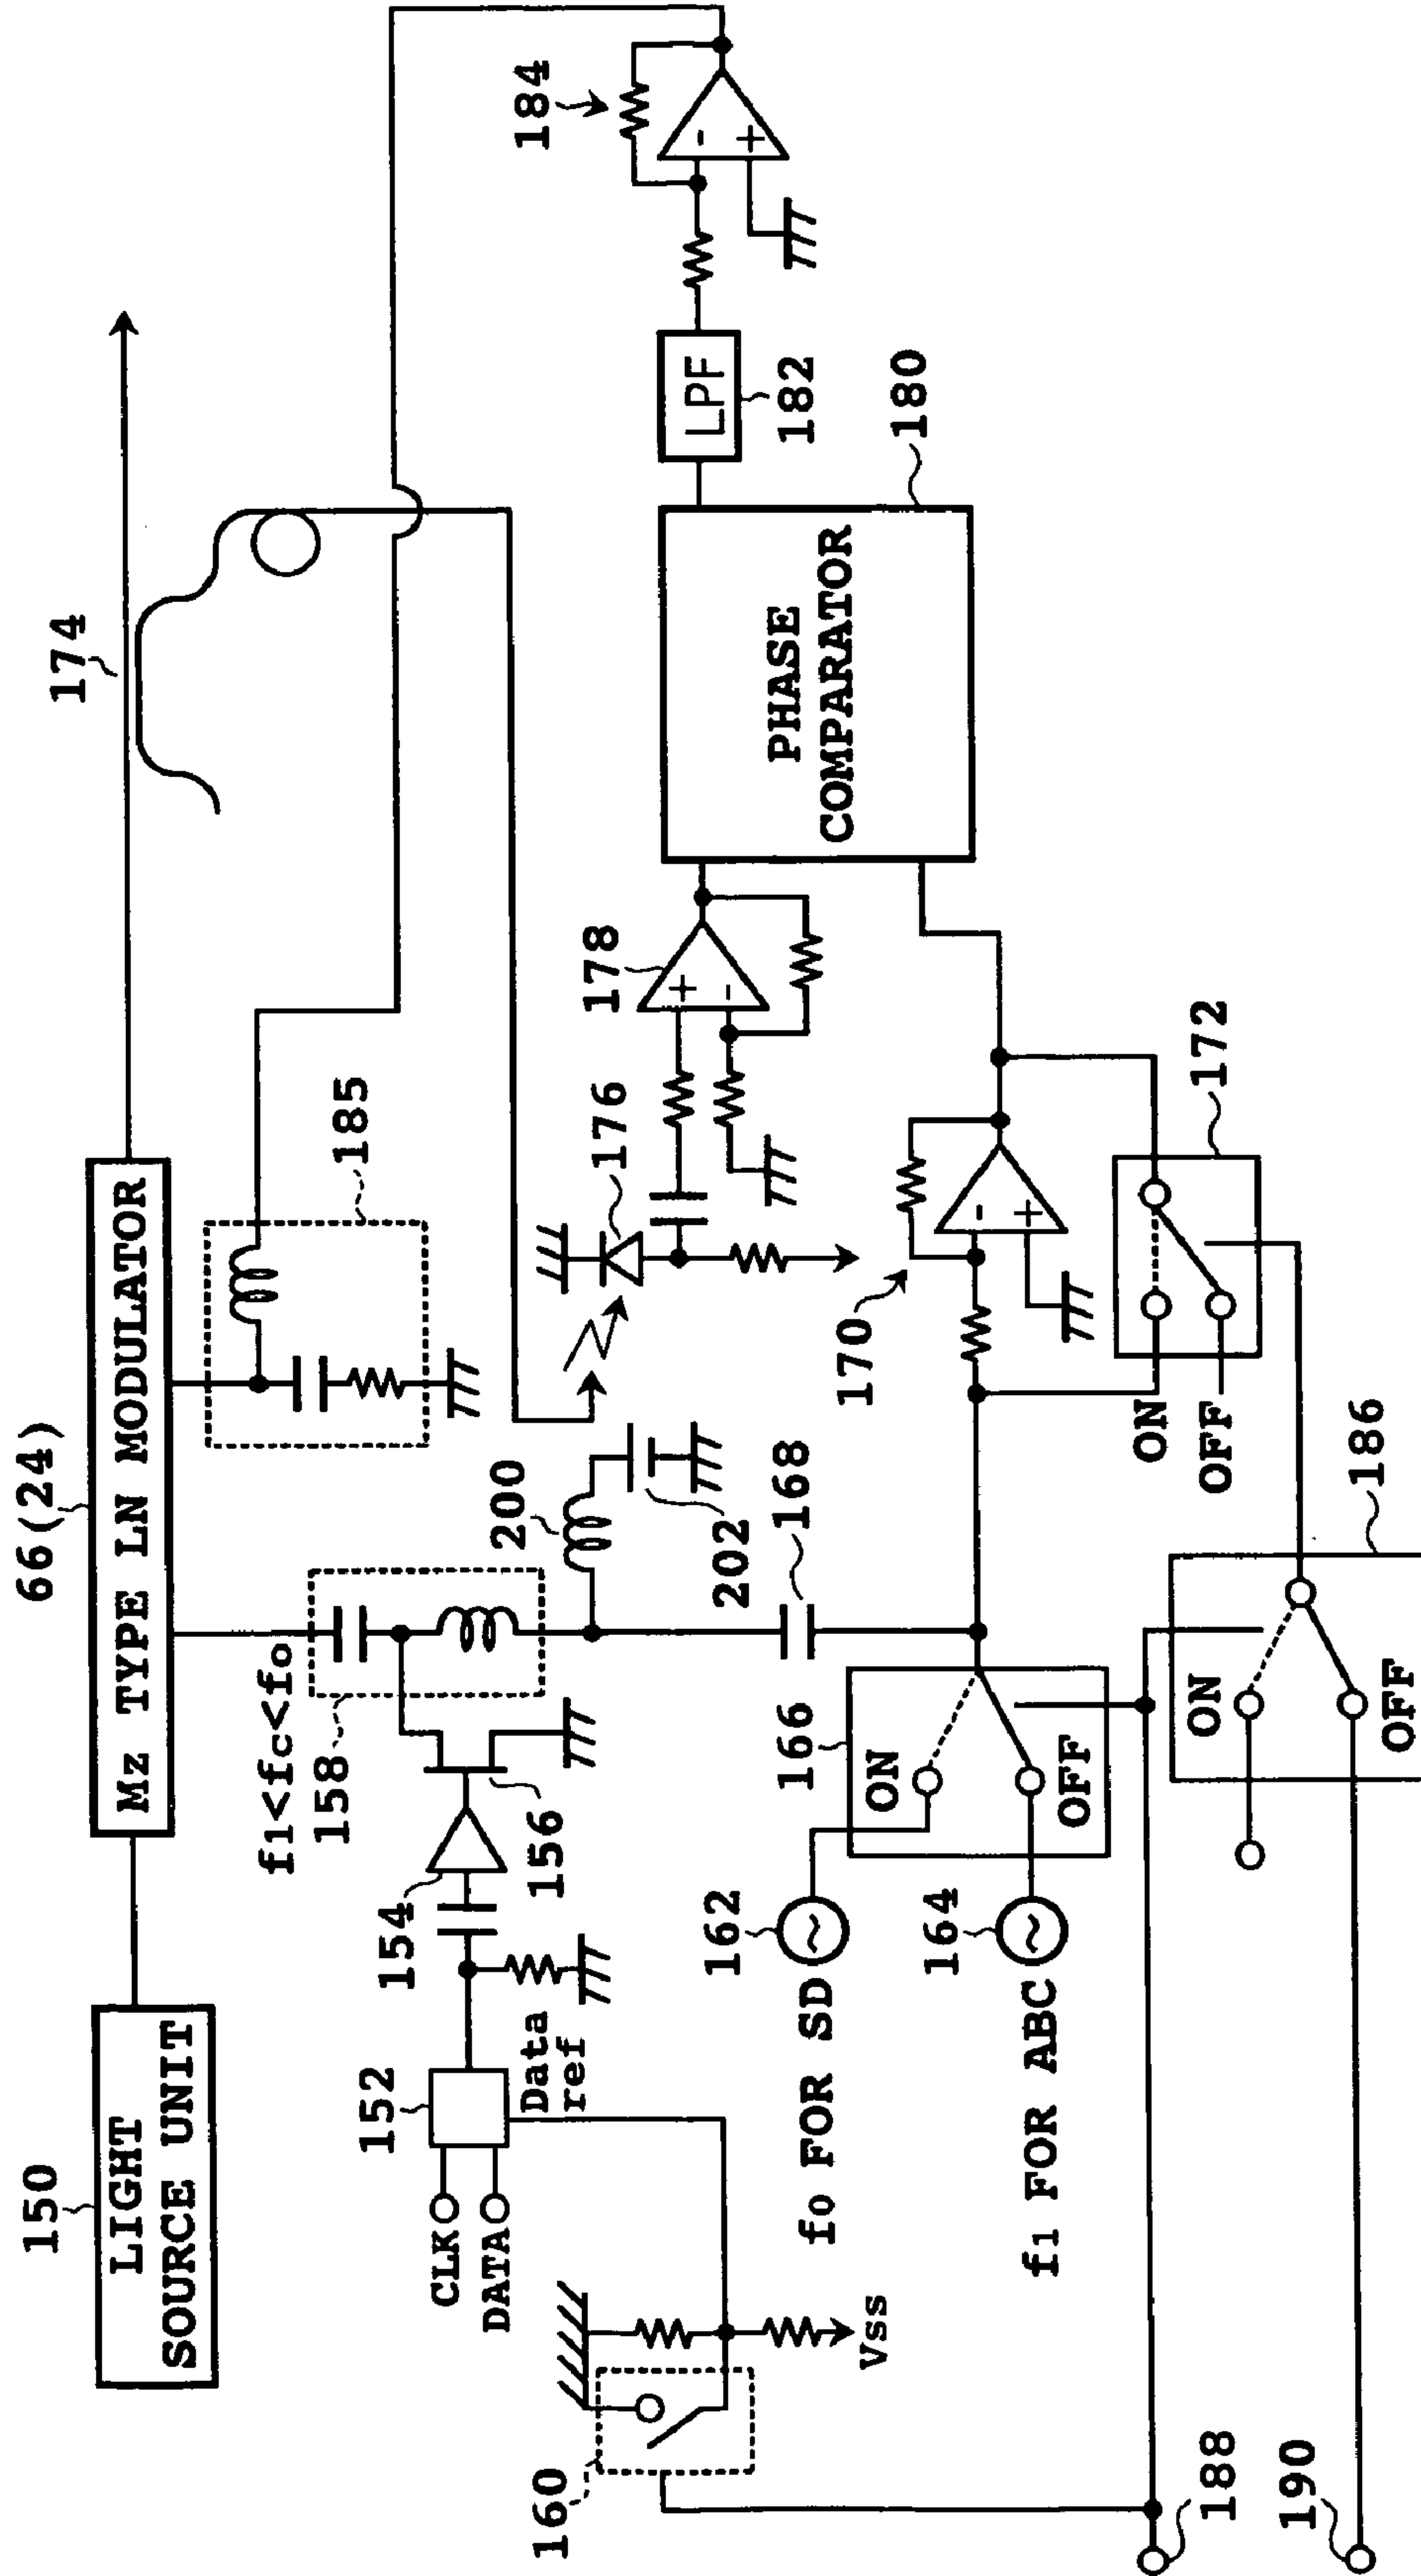 150
LIGHT
SOURCE UNIT
66(24)
Mz TYPE LN MODULATOR
174
f1<fc<fo
158
185
184
152
CLK
DATA
Data
ref
154
156
200
202
176
178
LPF
182
160
Vss
162
f0 FOR SD
164
f1 FOR ABC
166
ON
OFF
168
170
+
-
PHASE
COMPARATOR
180
-
+
-
+
172
ON
OFF
186
ON
OFF
188
190